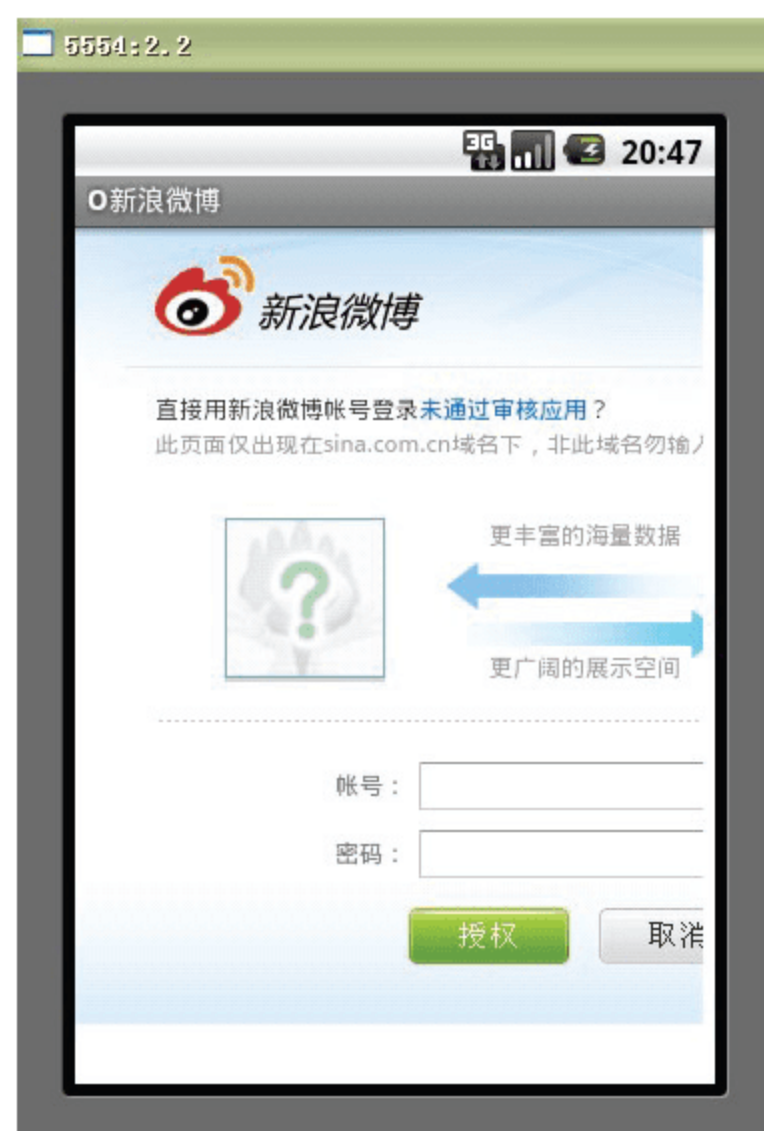 5554:2.2
3G 20:47
O新浪微博
新浪微博
直接用新浪微博帐号登录未通过审核应用？
此页面仅出现在sina.com.cn域名下，非此域名勿输入
更丰富的海量数据
?
更广阔的展示空间
帐号：
密码：
授权 取消